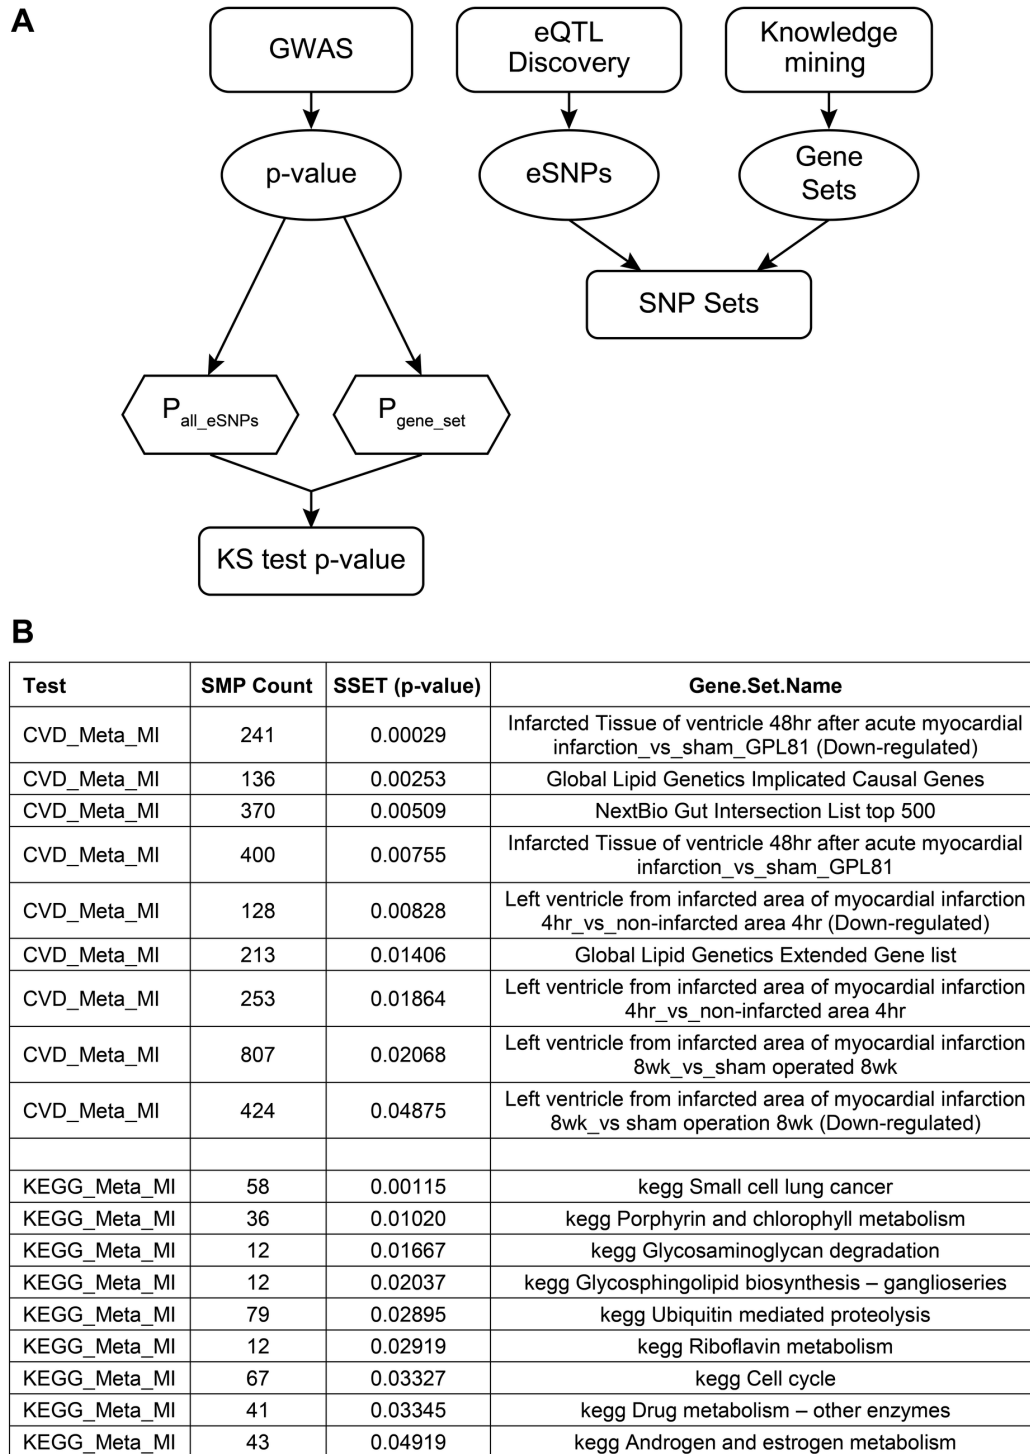 A
GWAS
eQTL
Discovery
Knowledge
mining
p-value
eSNPs
Gene
Sets
SNP Sets
Pall_eSNPs
Pgene_set
KS test p-value
B
Test SMP Count SSET (p-value) Gene.Set.Name
CVD_Meta_MI 241 0.00029 Infarcted Tissue of ventricle 48hr after acute myocardial
infarction_vs_sham_GPL81 (Down-regulated)
CVD_Meta_MI 136 0.00253 Global Lipid Genetics Implicated Causal Genes
CVD_Meta_MI 370 0.00509 NextBio Gut Intersection List top 500
CVD_Meta_MI 400 0.00755 Infarcted Tissue of ventricle 48hr after acute myocardial
infarction_vs_sham_GPL81
CVD_Meta_MI 128 0.00828 Left ventricle from infarcted area of myocardial infarction
4hr_vs_non-infarcted area 4hr (Down-regulated)
CVD_Meta_MI 213 0.01406 Global Lipid Genetics Extended Gene list
CVD_Meta_MI 253 0.01864 Left ventricle from infarcted area of myocardial infarction
4hr_vs_non-infarcted area 4hr
CVD_Meta_MI 807 0.02068 Left ventricle from infarcted area of myocardial infarction
8wk_vs_sham operated 8wk
CVD_Meta_MI 424 0.04875 Left ventricle from infarcted area of myocardial infarction
8wk_vs sham operation 8wk (Down-regulated)
KEGG_Meta_MI 58 0.00115 kegg Small cell lung cancer
KEGG_Meta_MI 36 0.01020 kegg Porphyrin and chlorophyll metabolism
KEGG_Meta_MI 12 0.01667 kegg Glycosaminoglycan degradation
KEGG_Meta_MI 12 0.02037 kegg Glycosphingolipid biosynthesis – ganglioseries
KEGG_Meta_MI 79 0.02895 kegg Ubiquitin mediated proteolysis
KEGG_Meta_MI 12 0.02919 kegg Riboflavin metabolism
KEGG_Meta_MI 67 0.03327 kegg Cell cycle
KEGG_Meta_MI 41 0.03345 kegg Drug metabolism – other enzymes
KEGG_Meta_MI 43 0.04919 kegg Androgen and estrogen metabolism